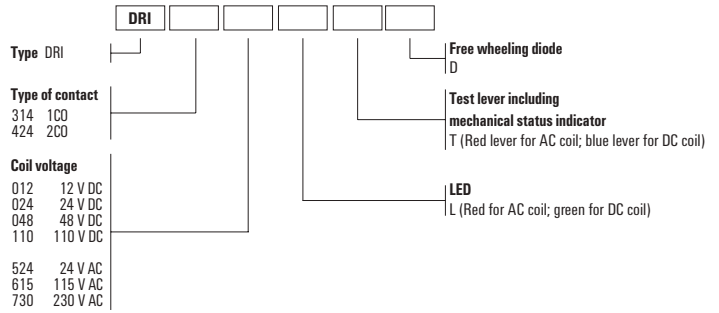 DRI
Type DRI
Type of contact
314 1CO
424 2CO
Coil voltage
012 12 V DC
024 24 V DC
048 48 V DC
110 110 V DC
524 24 V AC
615 115 V AC
730 230 V AC
Free wheeling diode
D
Test lever including
mechanical status indicator
T (Red lever for AC coil; blue lever for DC coil)
LED
L (Red for AC coil; green for DC coil)